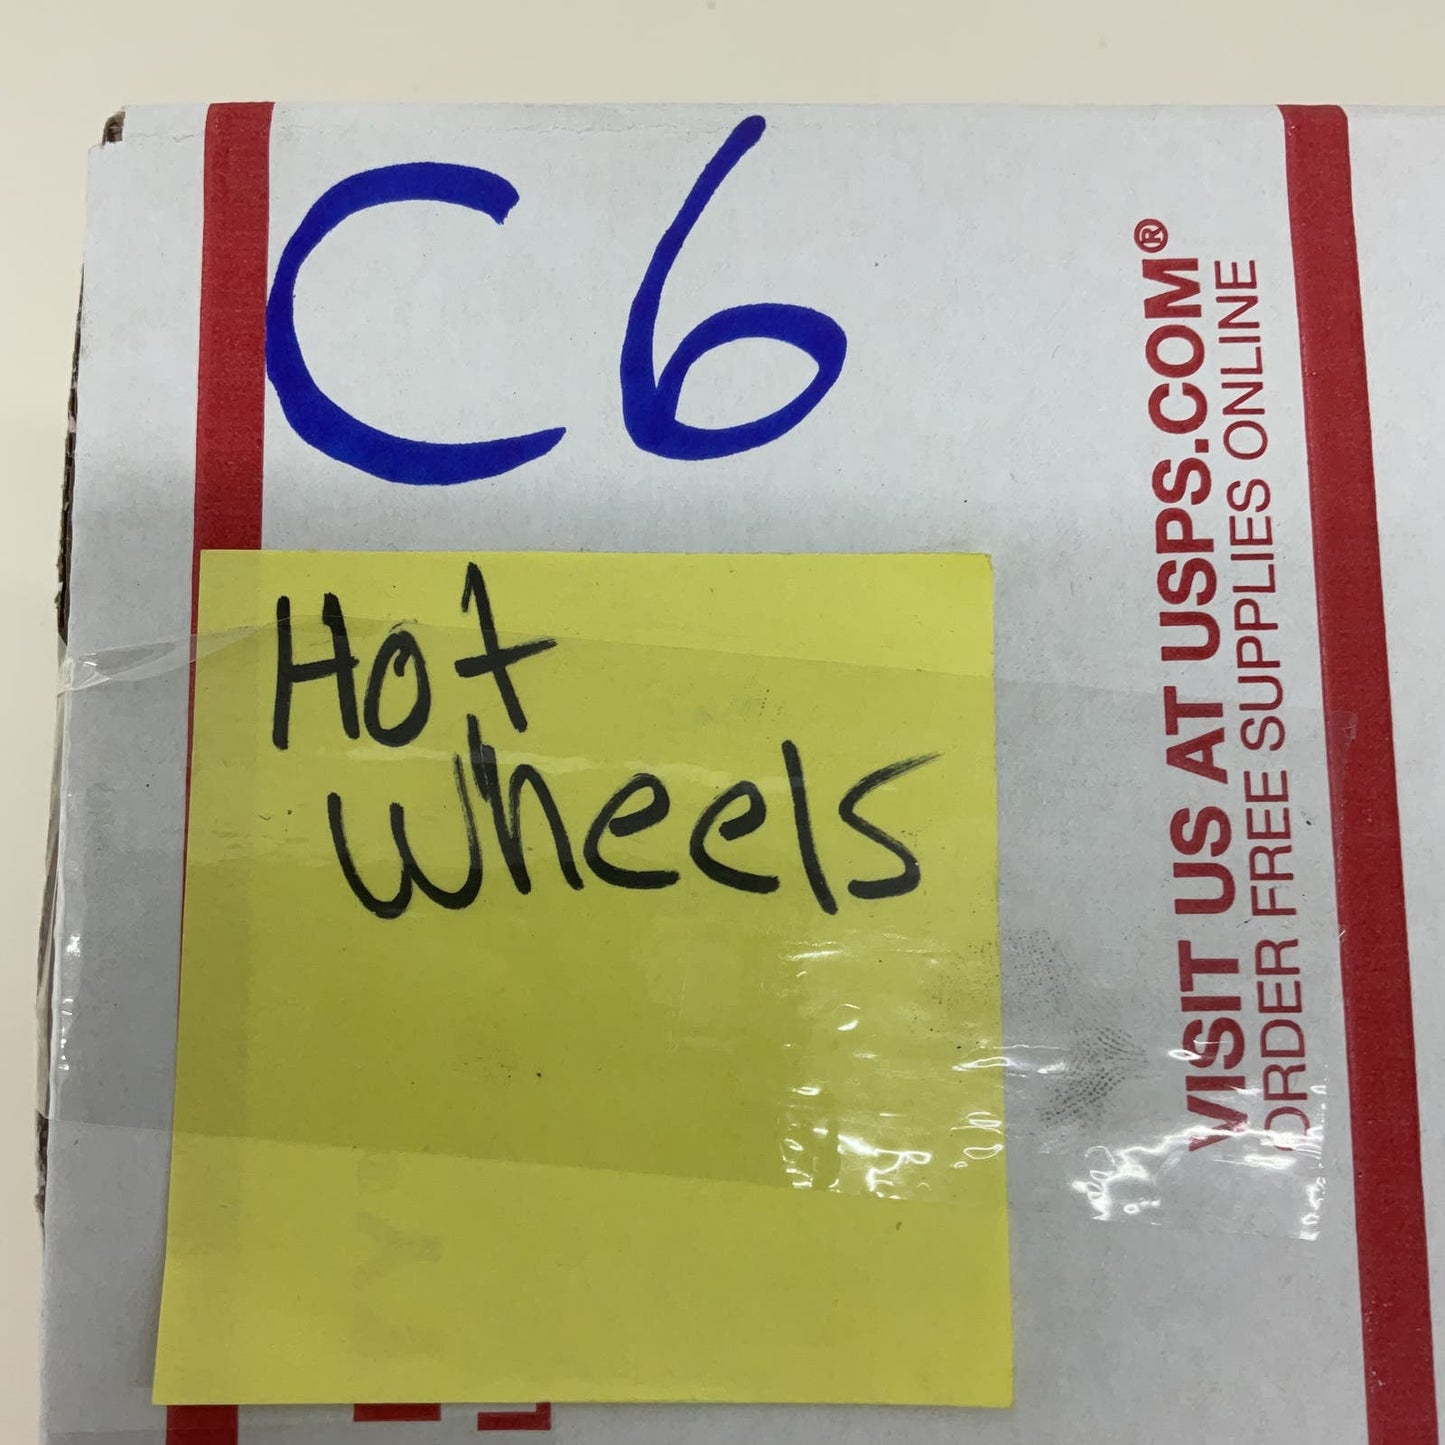 C6
Hot
Wheels
VISIT US AT USPS.COM®
ORDER FREE SUPPLIES ONLINE